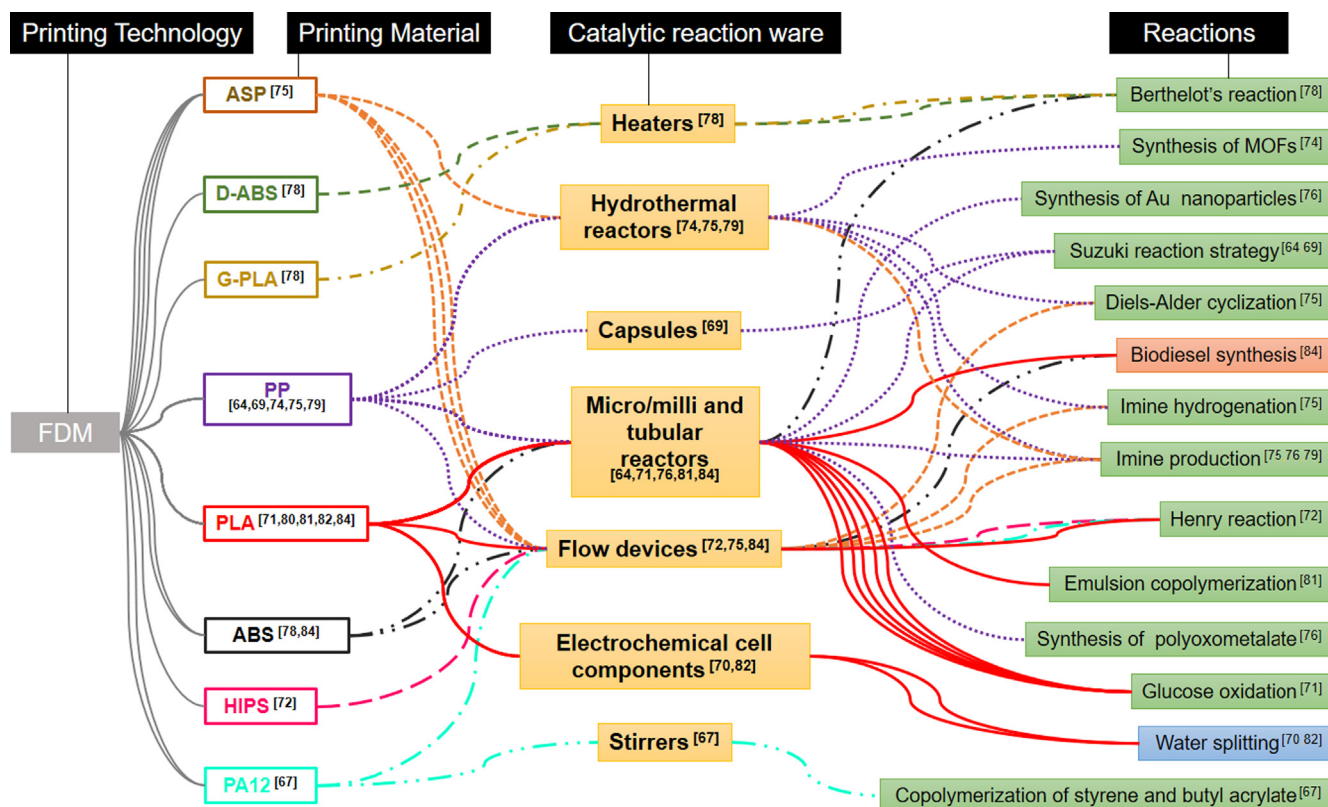 Printing Technology
Printing Material
Catalytic reaction ware
Reactions
FDM
ASP [75]
D-ABS [78]
G-PLA [78]
PP
[64,69,74,75,79]
PLA [71,80,81,82,84]
ABS [78,84]
HIPS [72]
PA12 [67]
Heaters [78]
Hydrothermal
reactors [74,75,79]
Capsules [69]
Micro/milli and
tubular
reactors
[64,71,76,81,84]
Flow devices [72,75,84]
Electrochemical cell
components [70,82]
Stirrers [67]
Berthelot's reaction [78]
Synthesis of MOFs [74]
Synthesis of Au nanoparticles [76]
Suzuki reaction strategy [64 69]
Diels-Alder cyclization [75]
Biodiesel synthesis [84]
Imine hydrogenation [75]
Imine production [75 76 79]
Henry reaction [72]
Emulsion copolymerization [81]
Synthesis of polyoxometalate [76]
Glucose oxidation [71]
Water splitting [70 82]
Copolymerization of styrene and butyl acrylate [67]